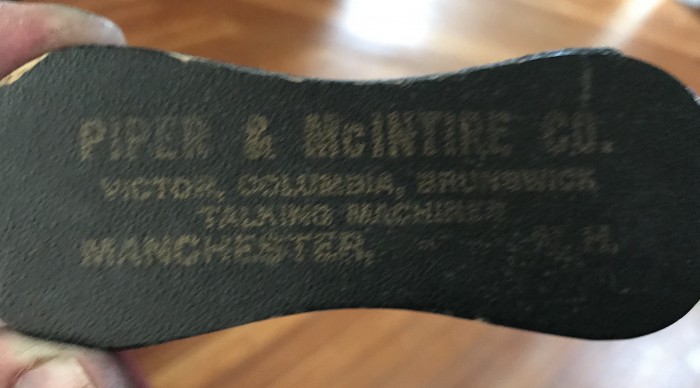 PIPER & McINTIRE CO.
VICTOR, COLUMBIA, BRUNSWICK
TALKING MACHINES
MANCHESTER, - - N. H.